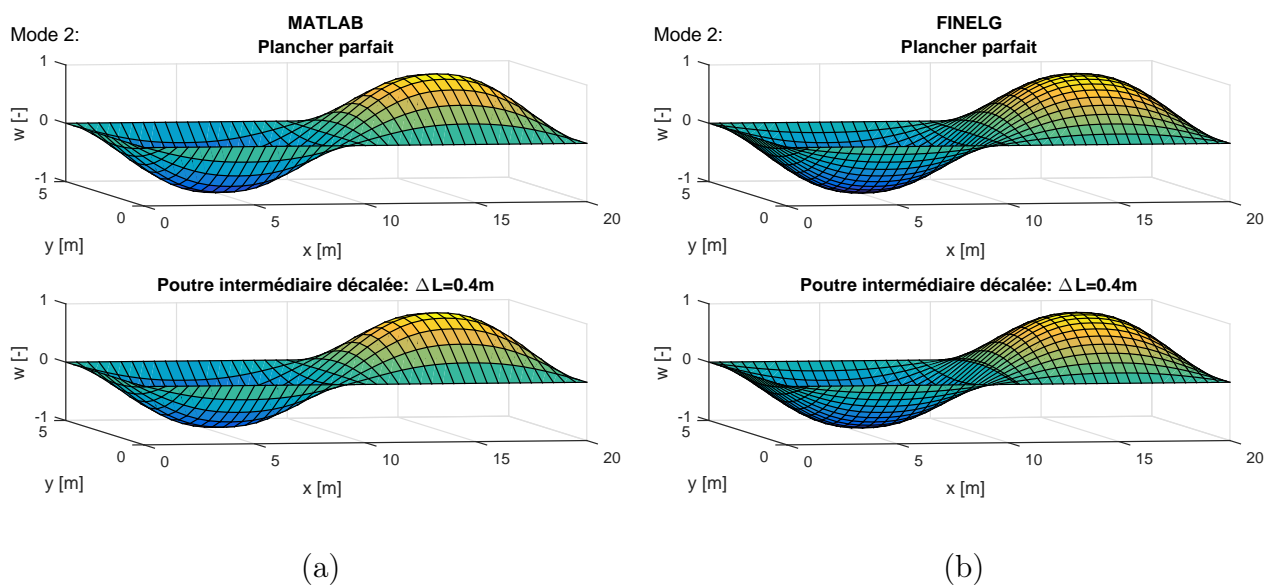 Mode 2:
MATLAB
Plancher parfait
1
0
-1
w [-]
5
0
y [m]
0
5
10
15
20
x [m]
Poutre intermédiaire décalée: ΔL=0.4m
1
0
-1
w [-]
5
0
y [m]
0
5
10
15
20
x [m]
(a)
Mode 2:
FINELG
Plancher parfait
1
0
-1
w [-]
5
0
y [m]
0
5
10
15
20
x [m]
Poutre intermédiaire décalée: ΔL=0.4m
1
0
-1
w [-]
5
0
y [m]
0
5
10
15
20
x [m]
(b)